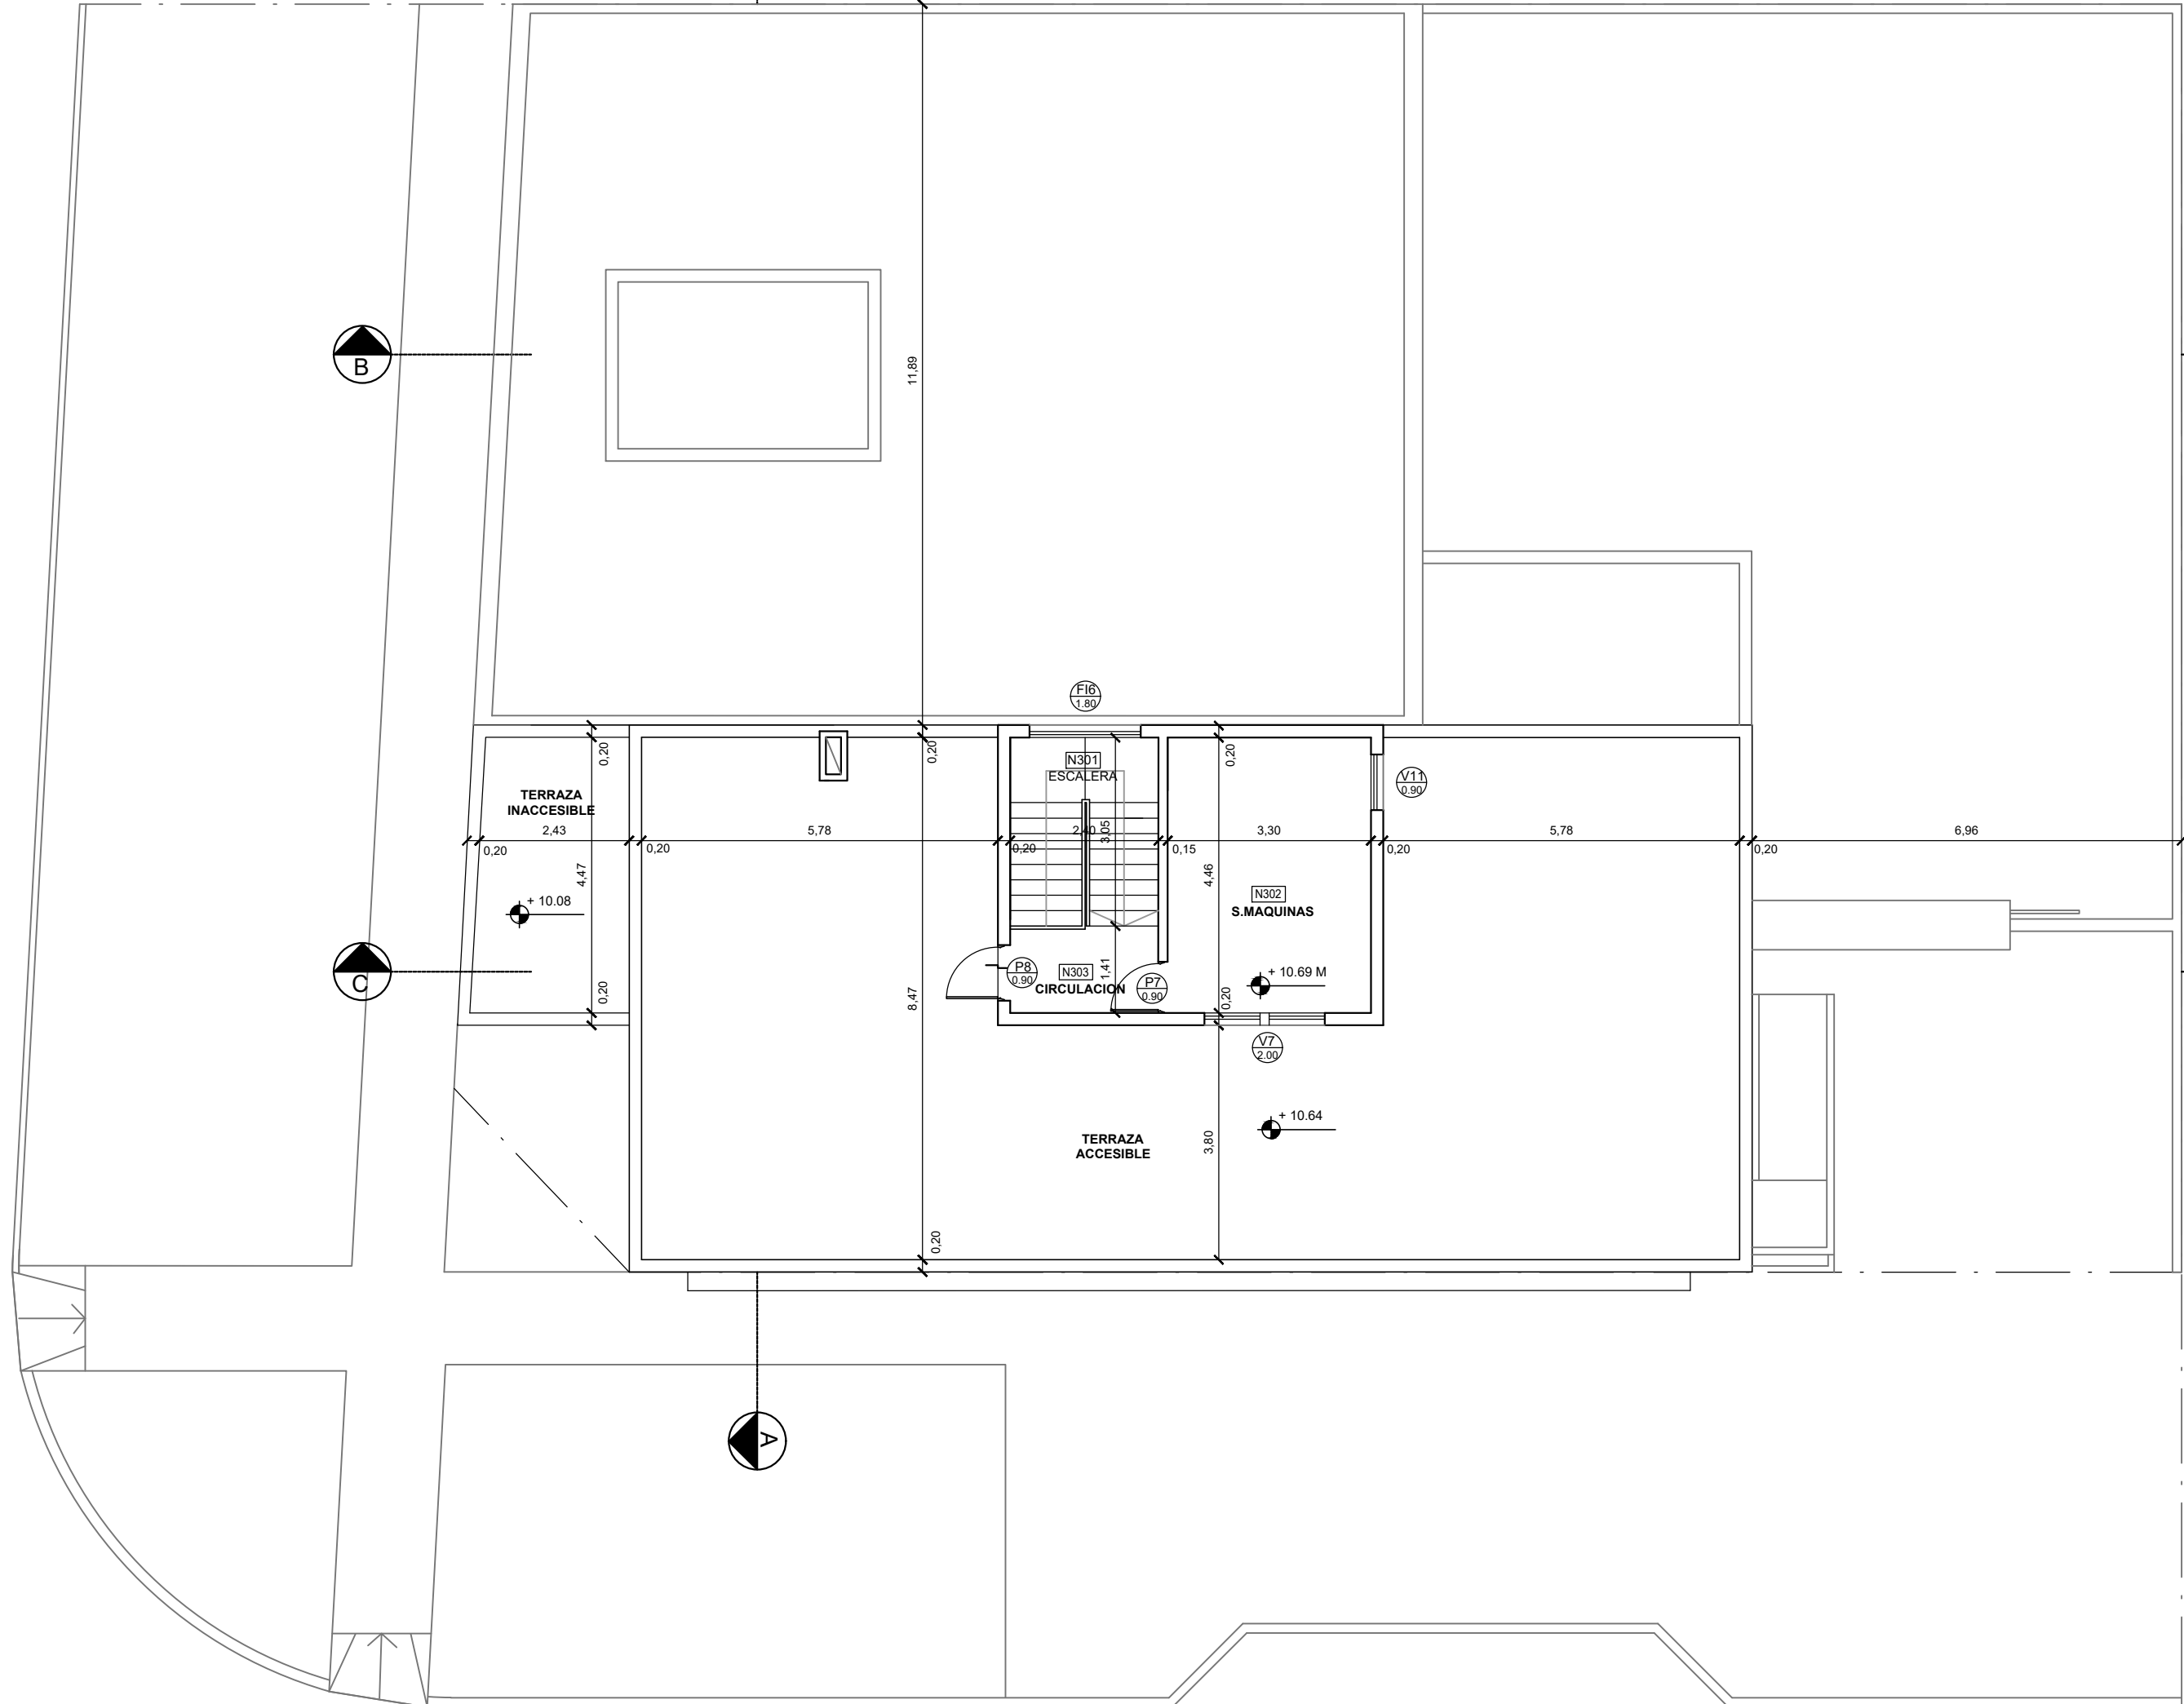 11,89
B
FI6
1.80
0,20
0,20
0,20
N301
ESCALERA
V11
0.90
TERRAZA
INACCESIBLE
2,43
5,78
2,40
3,05
3,30
5,78
6,96
0,20
0,20
0,20
0,15
0,20
0,20
4,47
4,46
N302
S.MAQUINAS
+ 10.08
C
0,20
8,47
P8
0.90
N303
CIRCULACION
1,41
P7
0.90
0,20
+ 10.69 M
V7
2.00
+ 10.64
TERRAZA
ACCESIBLE
3,80
0,20
A